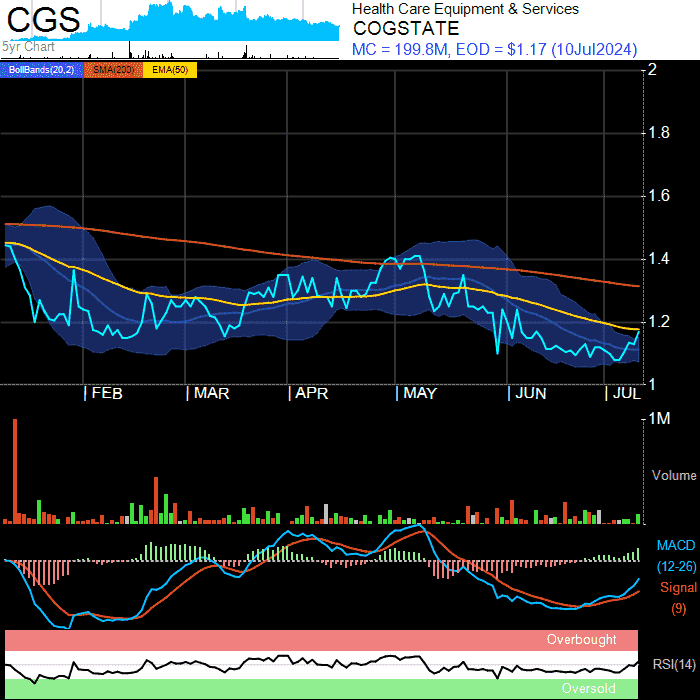 CGS
5yr Chart
Health Care Equipment & Services
COGSTATE
MC = 199.8M, EOD = $1.17 (10Jul2024)
BollBands(20,2) SMA(200) EMA(50)
2
1.8
1.6
1.4
1.2
1
FEB MAR APR MAY JUN JUL
1M
Volume
MACD
(12-26)
Signal
(9)
Overbought
RSI(14)
Oversold